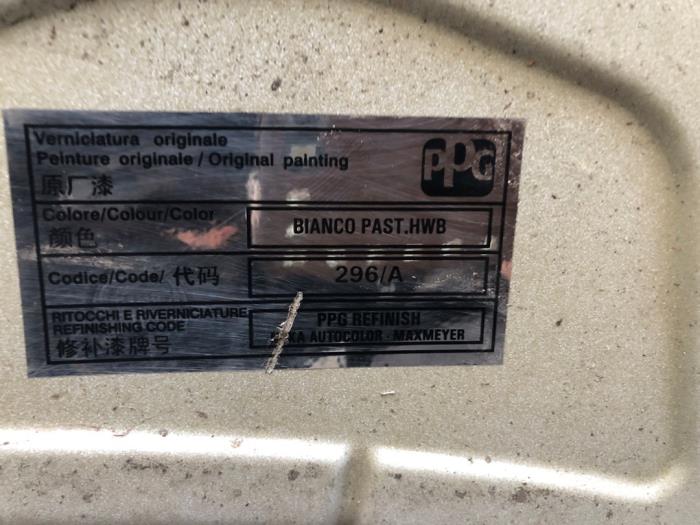 Verniciatura originale
Peinture originale / Original painting
原厂漆
PPG
Colore/Colour/Color
颜色
BIANCO PAST.HWB
Codice/Code/ 代码
296/A
RITOCCHI E RIVERNICIATURE
REFINISHING CODE
修补漆牌号
PPG REFINISH
AUTOCOLOR - MAXMEYER